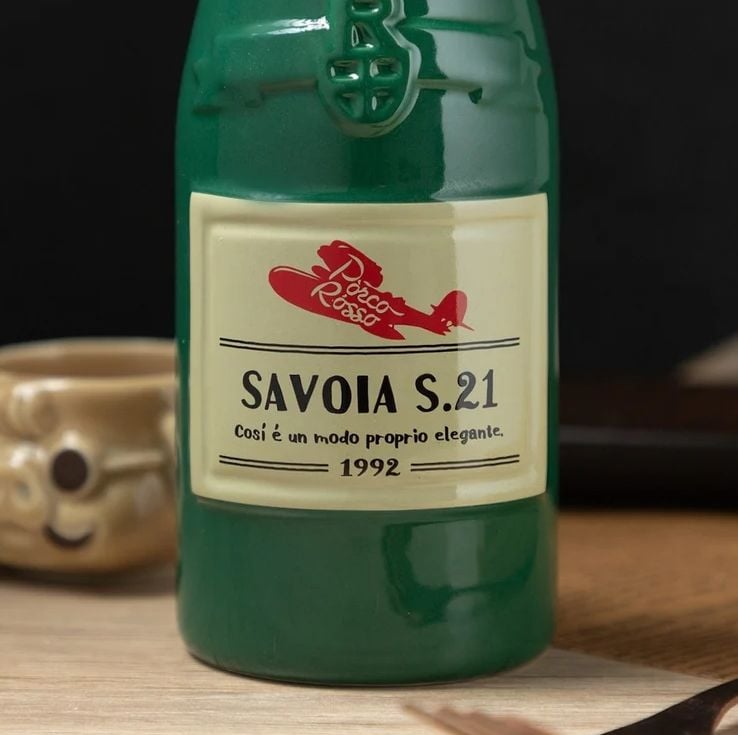 Porco
Rosso
SAVOIA S.21
Cosí é un modo proprio elegante.
1992